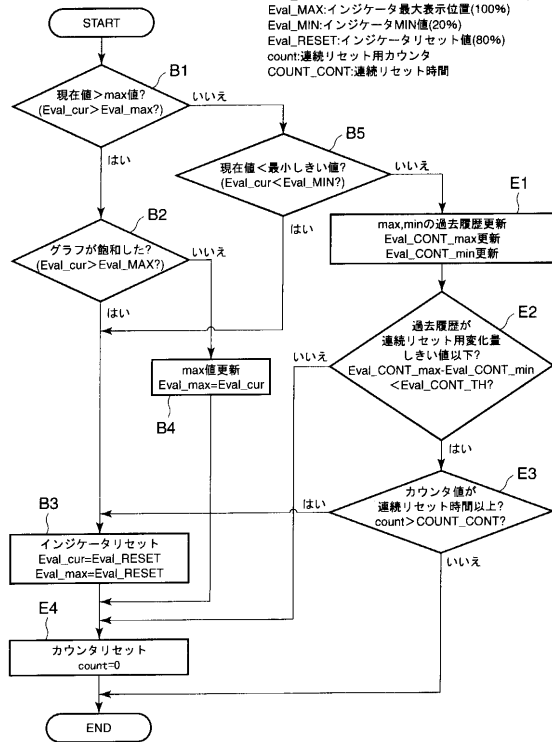 START
Eval_MAX:インジケータ最大表示位置(100%)
Eval_MIN:インジケータMIN値(20%)
Eval_RESET:インジケータリセット値(80%)
count:連続リセット用カウンタ
COUNT_CONT:連続リセット時間
B1
現在値>max値?
(Eval_cur>Eval_max?)
いいえ
はい
B5
現在値<最小しきい値?
(Eval_cur<Eval_MIN?)
いいえ
はい
E1
max,minの過去履歴更新
Eval_CONT_max更新
Eval_CONT_min更新
B2
グラフが飽和した?
(Eval_cur>Eval_MAX?)
いいえ
はい
E2
過去履歴が
連続リセット用変化量
しきい値以下?
Eval_CONT_max-Eval_CONT_min
<Eval_CONT_TH?
いいえ
はい
max値更新
Eval_max=Eval_cur
B4
E3
カウンタ値が
連続リセット時間以上?
count>COUNT_CONT?
はい
いいえ
B3
インジケータリセット
Eval_cur=Eval_RESET
Eval_max=Eval_RESET
E4
カウンタリセット
count=0
END